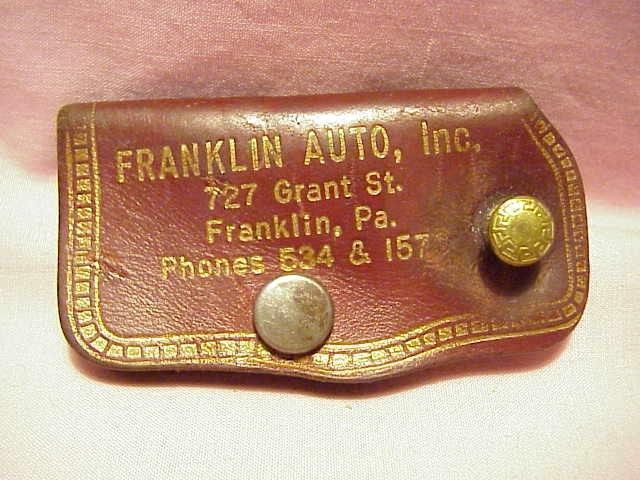 FRANKLIN AUTO, Inc.
727 Grant St.
Franklin, Pa.
Phones 534 & 157